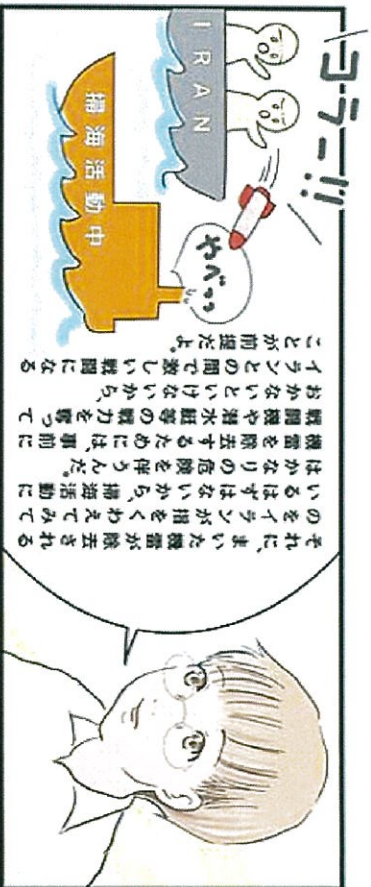 コラー!!
IRAN
掃海活動中
やべっっ
それに、まいた機雷が除去される
のをイランが指をくわえてみて
いるはずはないから、掃海活動に
はかなりの危険を伴うんだ。
機雷を除去するためには、事前に
戦闘機や潜水艇等の戦力を奪って
おかないといけないから、
イランとの間で激しい戦闘になる
ことが前提だよ。